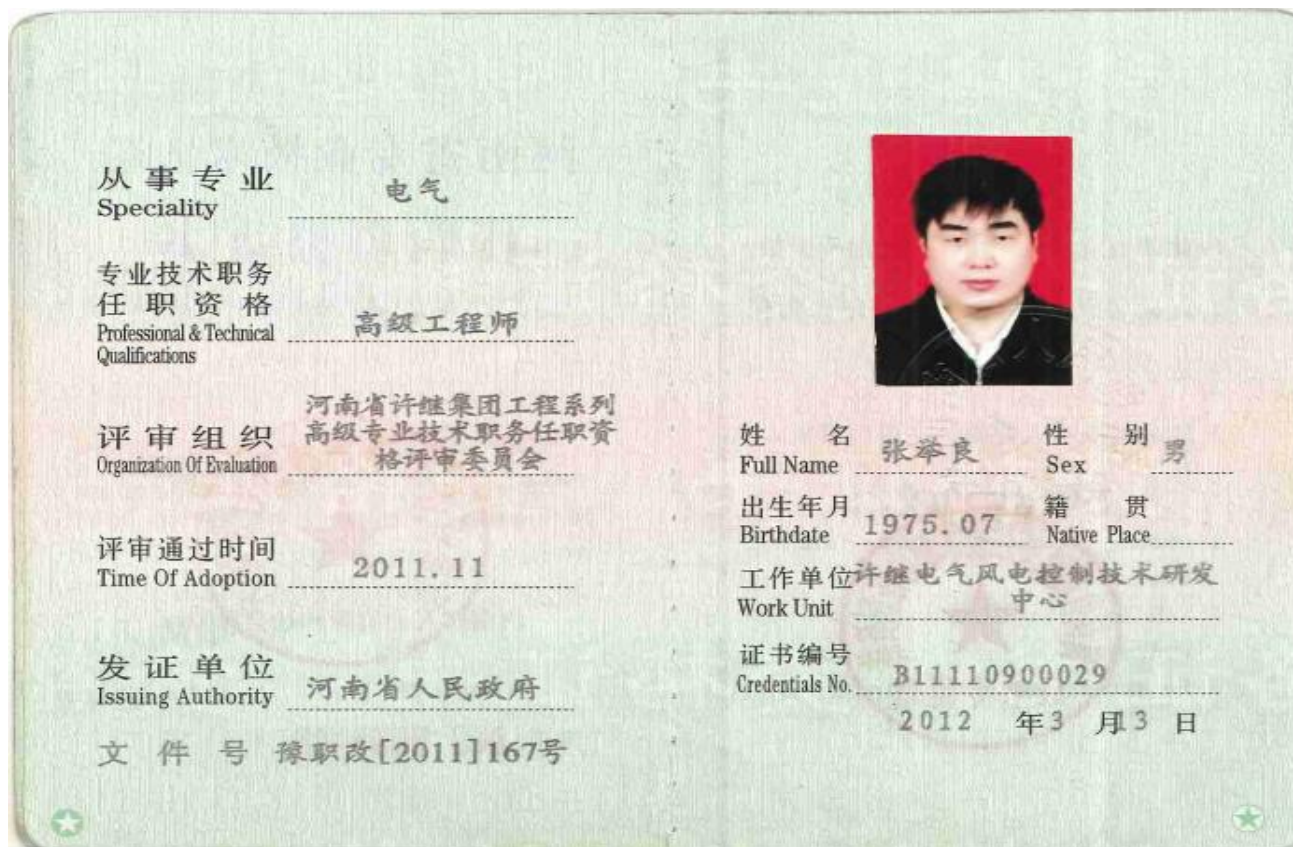 从事专业 电气
Speciality
专业技术职务
任职资格 高级工程师
Professional & Technical
Qualifications
河南省许继集团工程系列
评审组织 高级专业技术职务任职资
Organization Of Evaluation 格评审委员会
评审通过时间 2011.11
Time Of Adoption
发证单位 河南省人民政府
Issuing Authority
文件号 豫职改[2011]167号
姓名 张举良 性别 男
Full Name Sex
出生年月 1975.07 籍贯
Birthdate Native Place
工作单位 许继电气风电控制技术研发
Work Unit 中心
证书编号 B11110900029
Credentials No.
2012 年 3 月 13 日